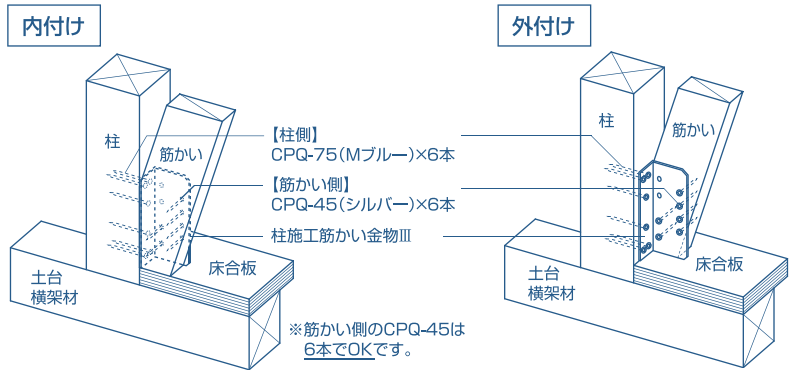 内付け
外付け
柱
筋かい
土台
横架材
床合板
【柱側】
CPQ-75（Mブルー）×6本
【筋かい側】
CPQ-45（シルバー）×6本
柱施工筋かい金物Ⅲ
※筋かい側のCPQ-45は
6本でOKです。
柱
筋かい
土台
横架材
床合板